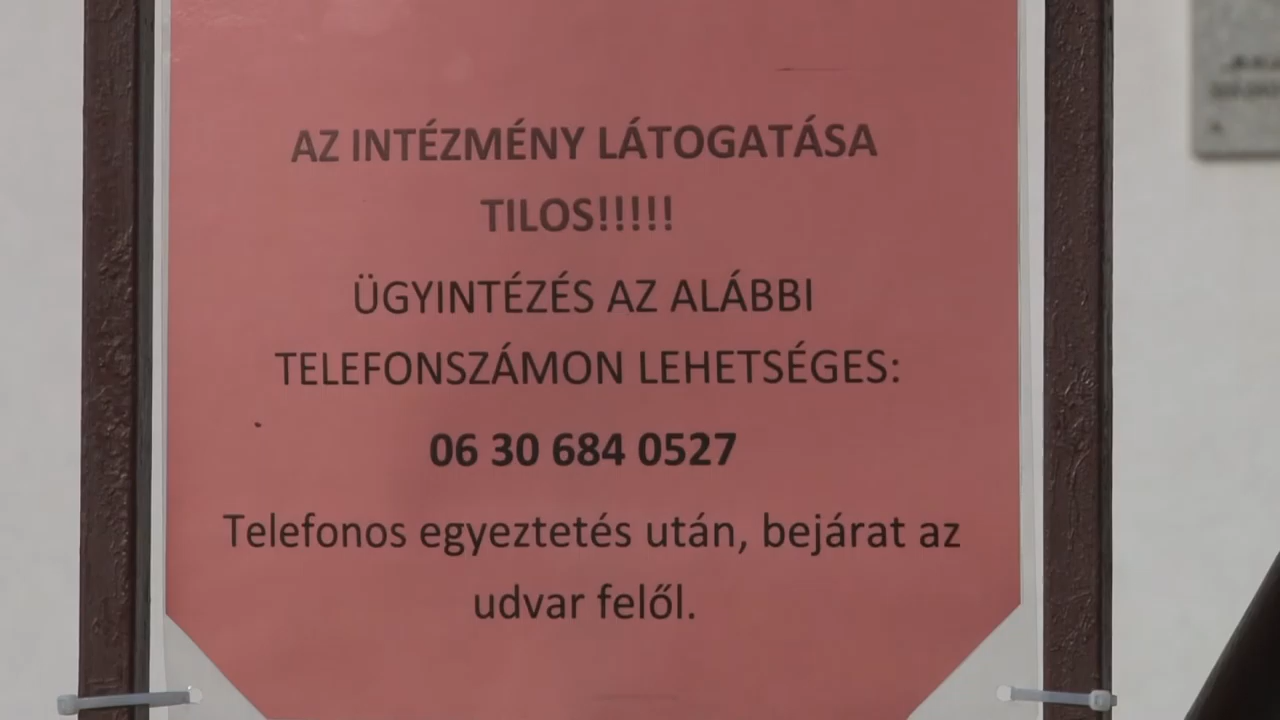 AZ INTÉZMÉNY LÁTOGATÁSA
TILOS!!!!!
ÜGYINTÉZÉS AZ ALÁBBI
TELEFONSZÁMON LEHETSÉGES:
06 30 684 0527
Telefonos egyeztetés után, bejárat az
udvar felől.